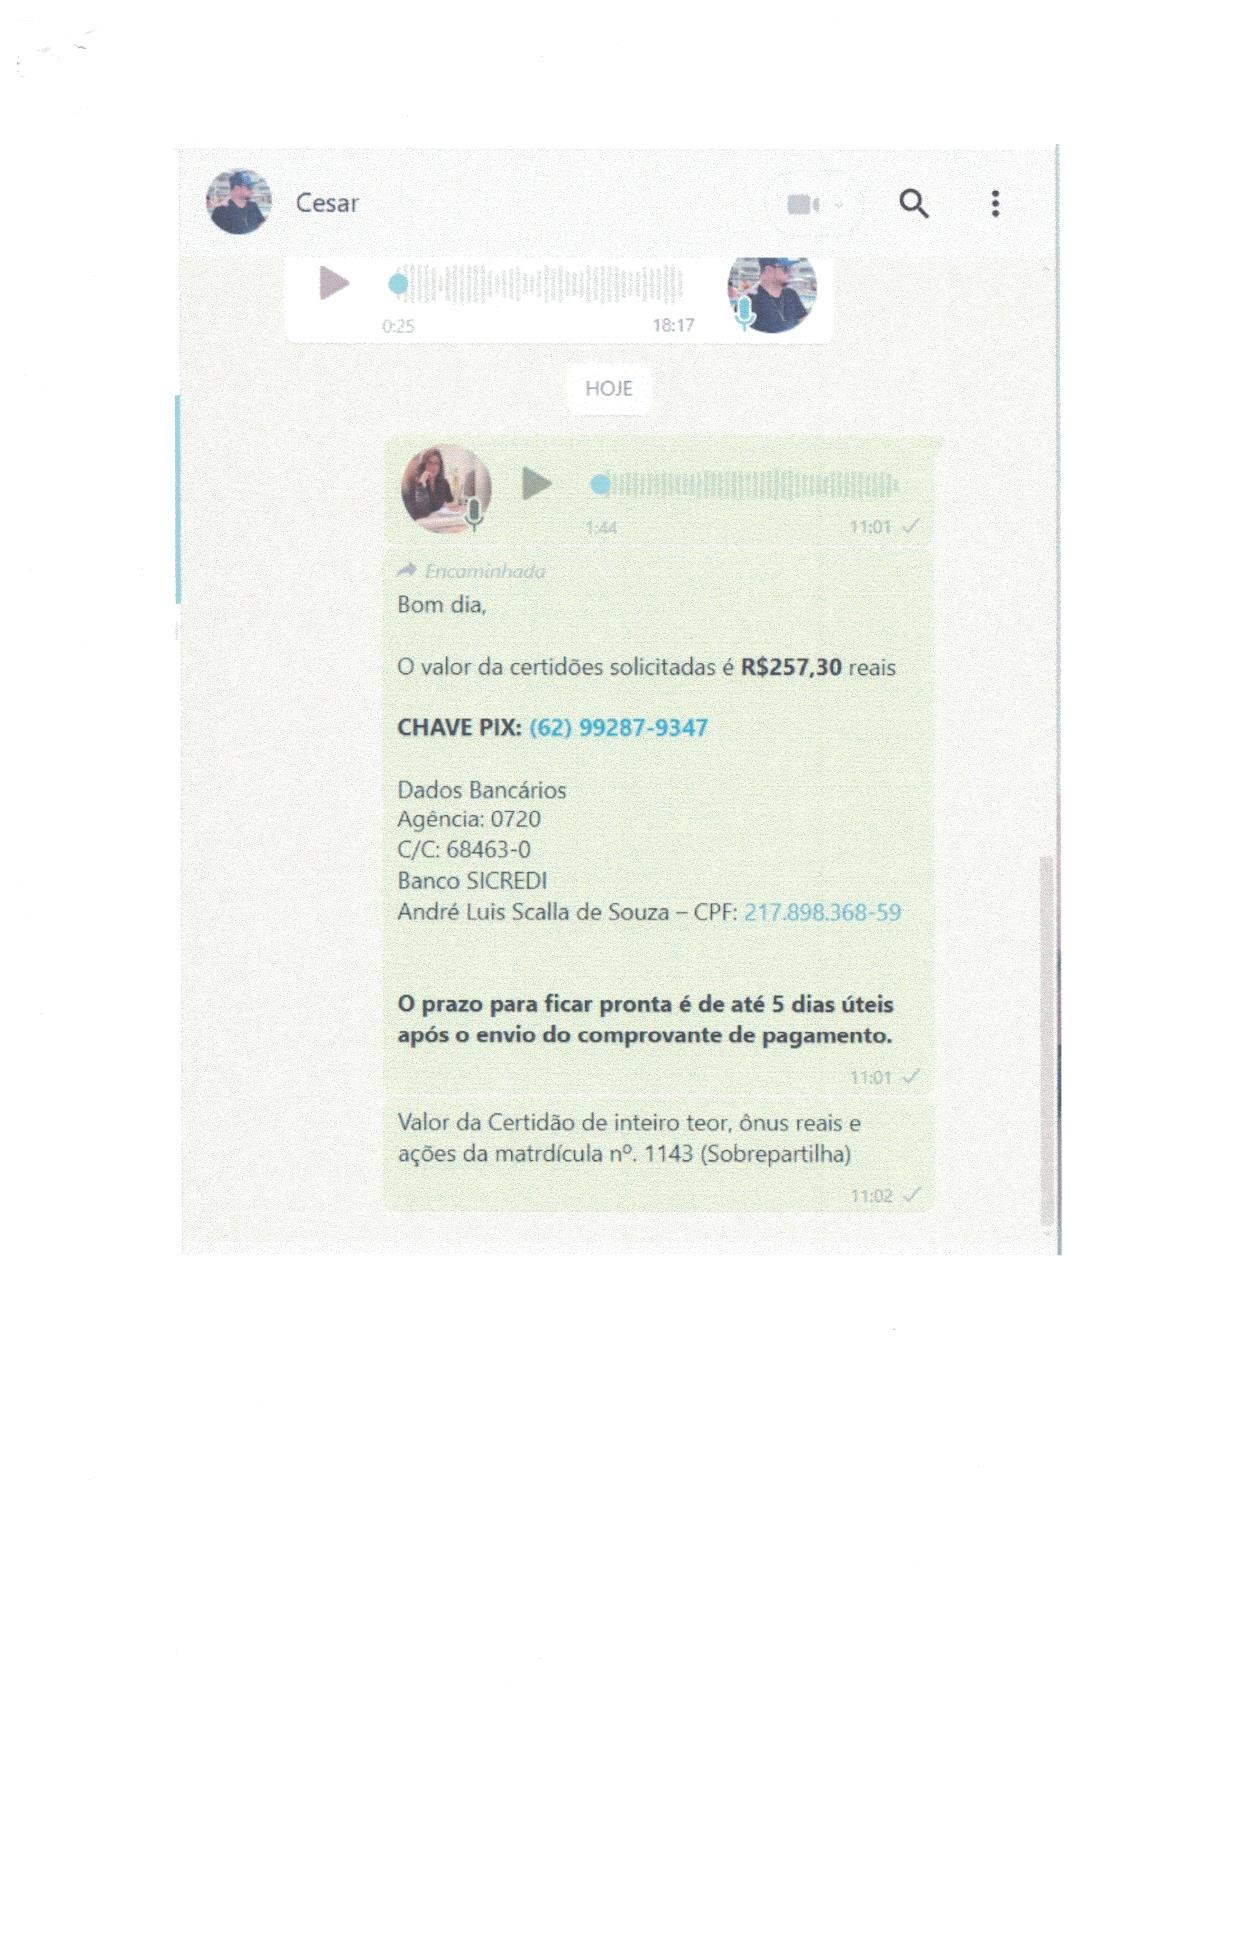 Cesar
0:25 18:17
HOJE
1:44 11:01
Encaminhada
Bom dia,
O valor da certidões solicitadas é R$257,30 reais
CHAVE PIX: (62) 99287-9347
Dados Bancários
Agência: 0720
C/C: 68463-0
Banco SICREDI
André Luis Scalla de Souza – CPF: 217.898.368-59
O prazo para ficar pronta é de até 5 dias úteis
após o envio do comprovante de pagamento.
11:01
Valor da Certidão de inteiro teor, ônus reais e
ações da matrdícula nº. 1143 (Sobrepartilha)
11:02